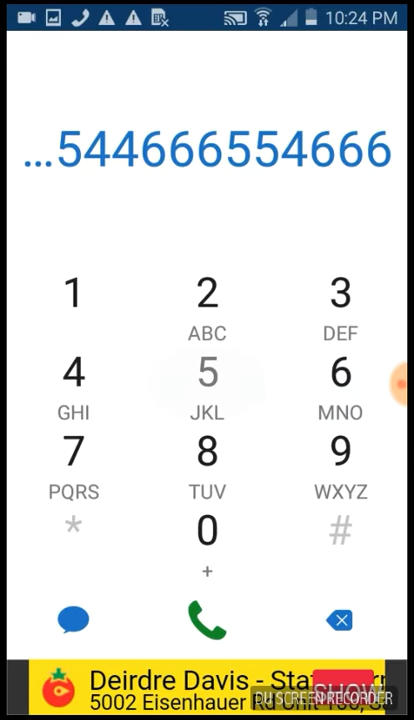 10:24 PM
...544666554666
1 2 3
ABC DEF
4 5 6
GHI JKL MNO
7 8 9
PQRS TUV WXYZ
* 0 #
+
Deirdre Davis - Sta
5002 Eisenhauer Rd
SHOW
DU SCREEN RECORDER